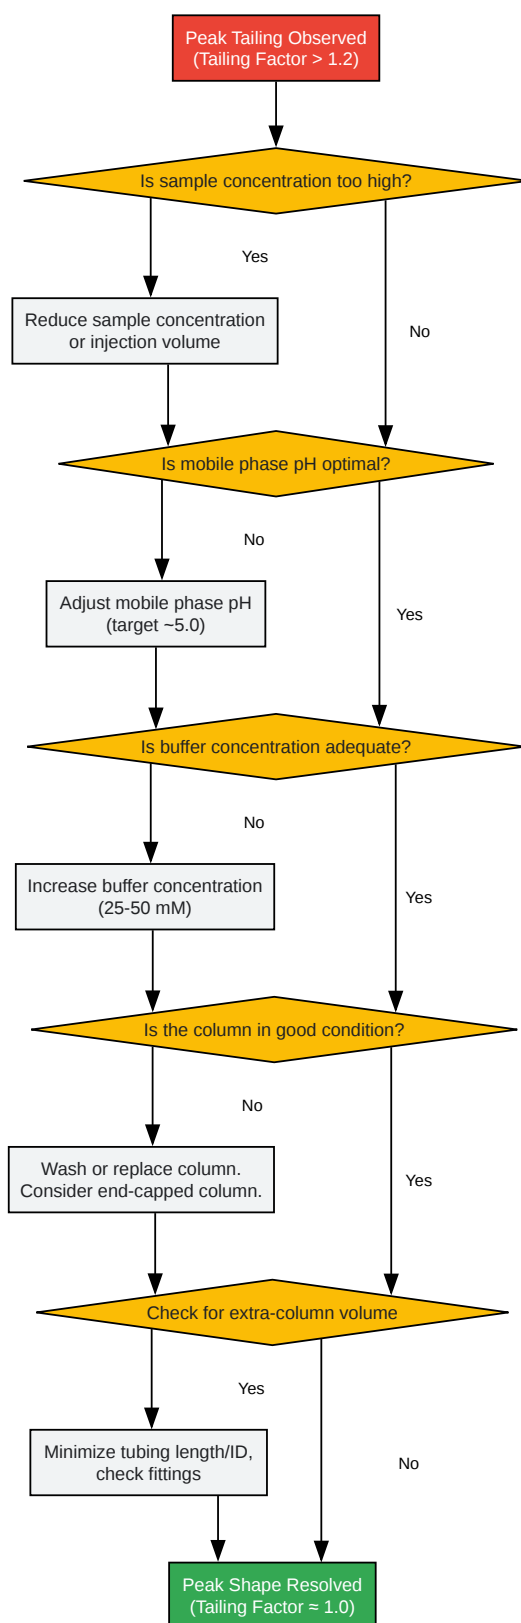 Peak Tailing Observed
(Tailing Factor > 1.2)
Is sample concentration too high?
Yes
Reduce sample concentration
or injection volume
No
Is mobile phase pH optimal?
No
Adjust mobile phase pH
(target ~5.0)
Yes
Is buffer concentration adequate?
No
Increase buffer concentration
(25-50 mM)
Yes
Is the column in good condition?
No
Wash or replace column.
Consider end-capped column.
Yes
Check for extra-column volume
Yes
Minimize tubing length/ID,
check fittings
No
Peak Shape Resolved
(Tailing Factor ≈ 1.0)